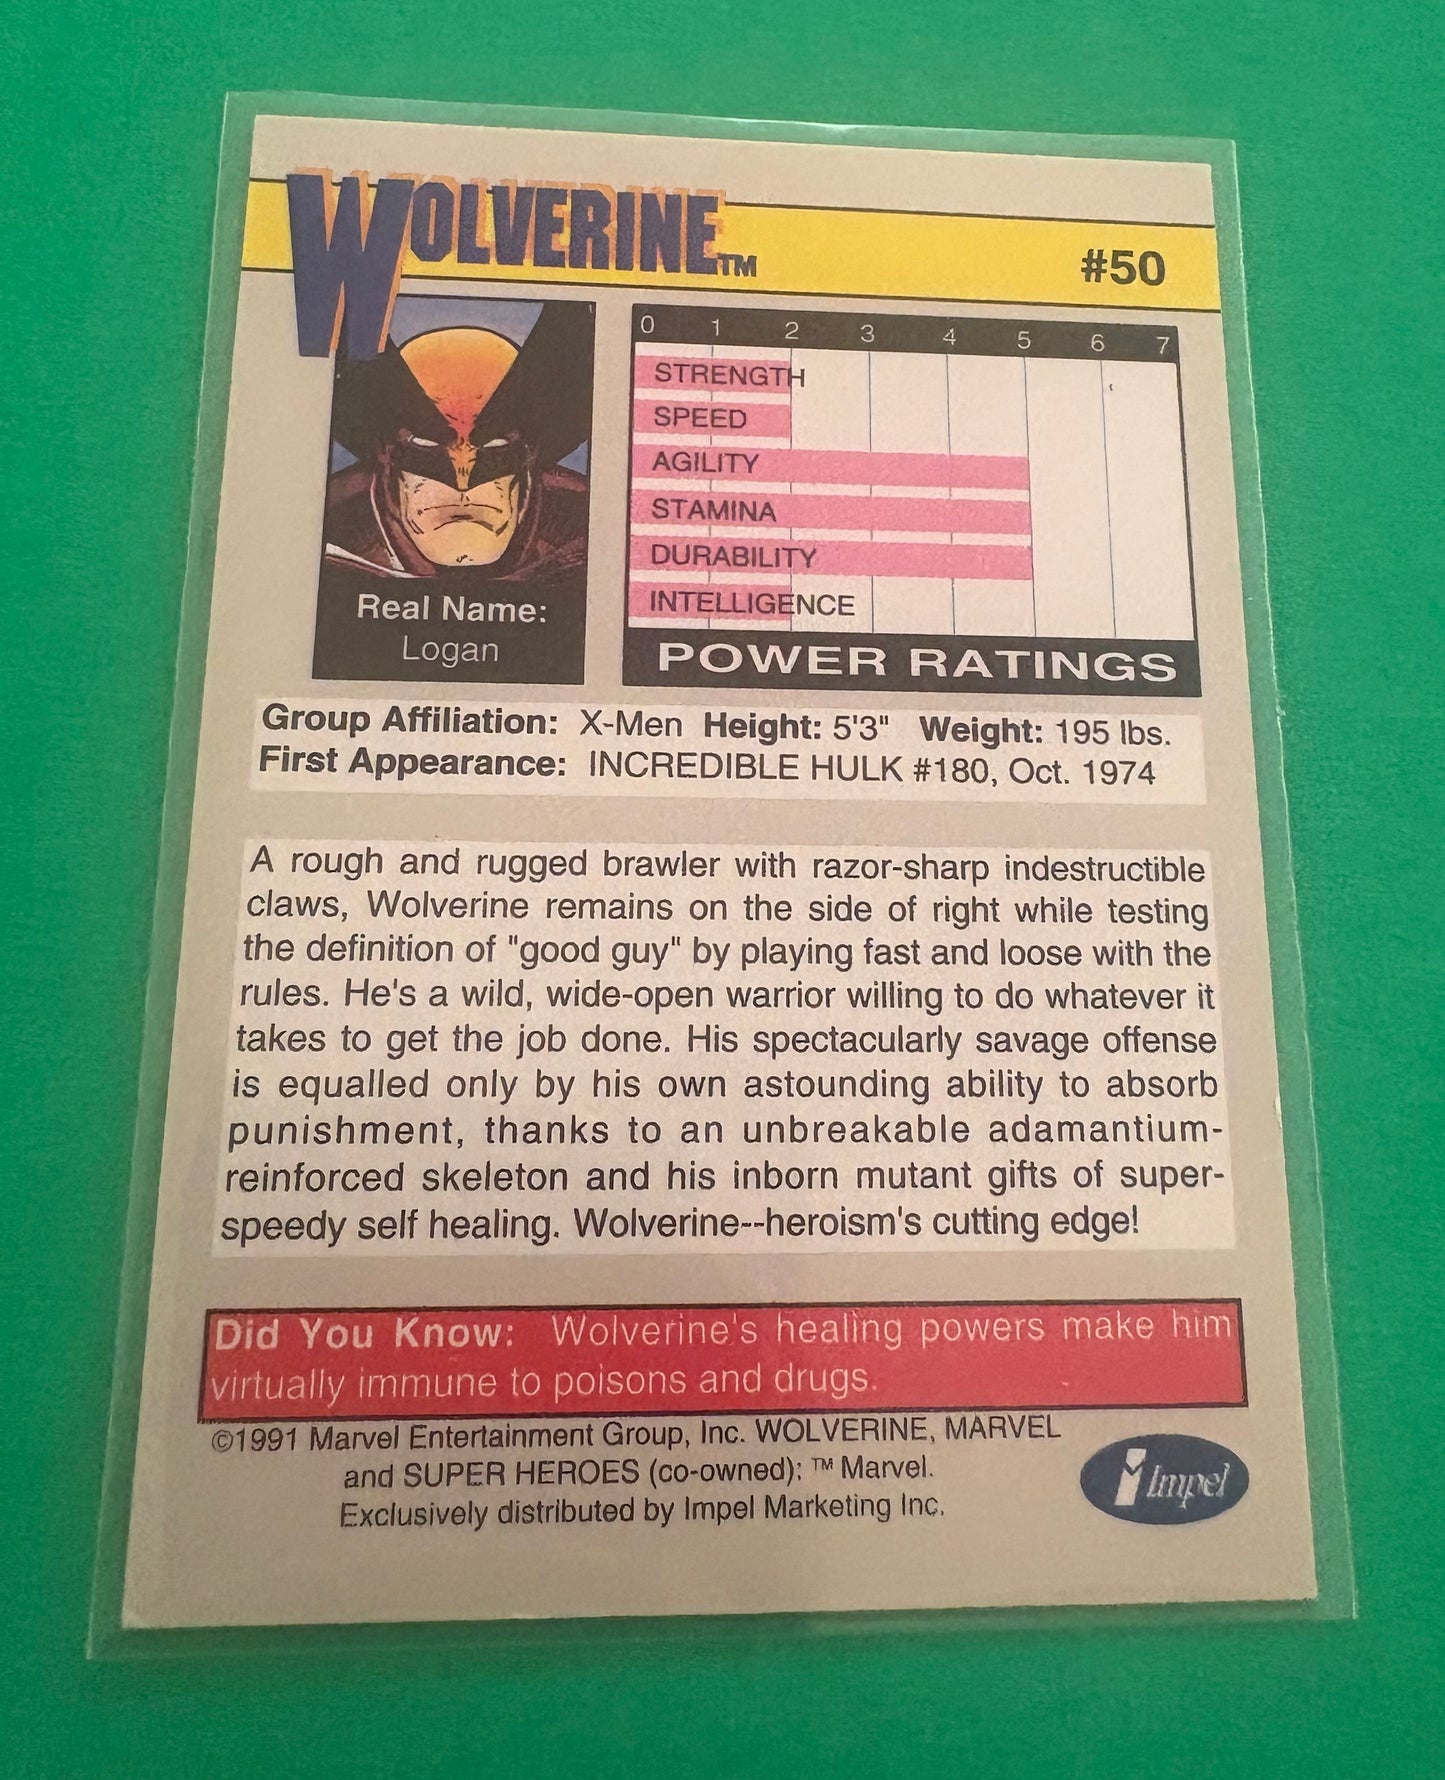 WOLVERINE™
#50
0 1 2 3 4 5 6 7
STRENGTH
SPEED
AGILITY
STAMINA
DURABILITY
INTELLIGENCE
POWER RATINGS
Real Name:
Logan
Group Affiliation: X-Men Height: 5'3" Weight: 195 lbs.
First Appearance: INCREDIBLE HULK #180, Oct. 1974
A rough and rugged brawler with razor-sharp indestructible
claws, Wolverine remains on the side of right while testing
the definition of "good guy" by playing fast and loose with the
rules. He's a wild, wide-open warrior willing to do whatever it
takes to get the job done. His spectacularly savage offense
is equalled only by his own astounding ability to absorb
punishment, thanks to an unbreakable adamantium-
reinforced skeleton and his inborn mutant gifts of super-
speedy self healing. Wolverine--heroism's cutting edge!
Did You Know: Wolverine's healing powers make him
virtually immune to poisons and drugs.
©1991 Marvel Entertainment Group, Inc. WOLVERINE, MARVEL
and SUPER HEROES (co-owned): ™ Marvel.
Exclusively distributed by Impel Marketing Inc.
Impel